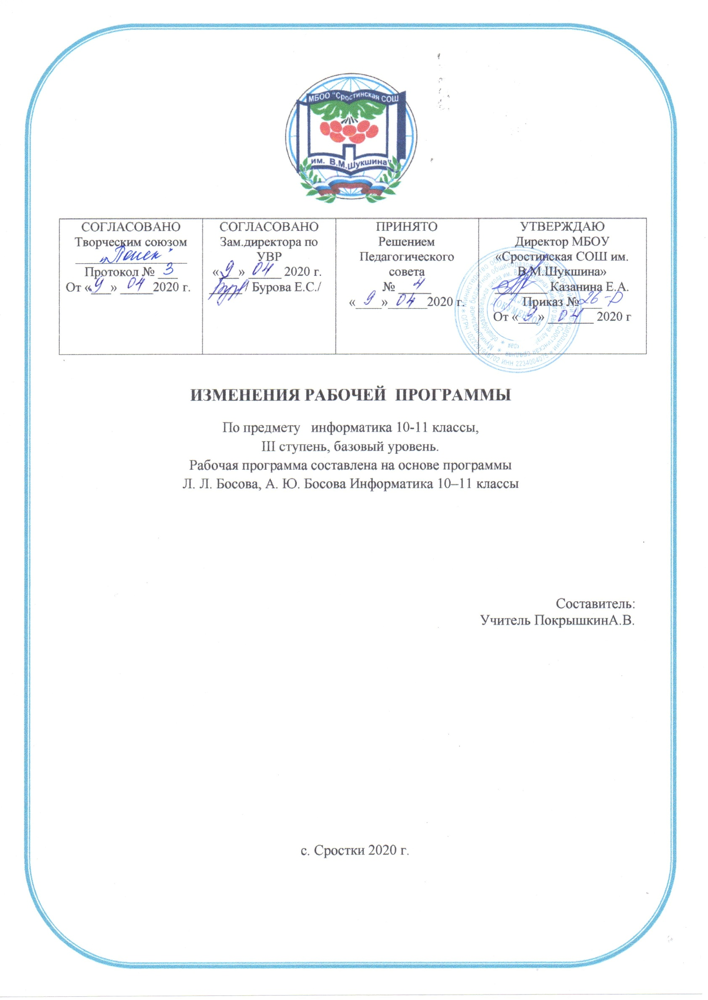 МБОО "Сростинская СОШ
им. В.М.Шукшина"
СОГЛАСОВАНО
Творческим союзом
„Поиск"
Протокол № 3
От «9» 04 2020 г.
СОГЛАСОВАНО
Зам.директора по
УВР
«9» 04 2020 г.
/ Бурова Е.С./
ПРИНЯТО
Решением
Педагогического
совета
№ 4
«9» 04 2020 г.
УТВЕРЖДАЮ
Директор МБОУ
«Сростинская СОШ им.
В.М.Шукшина»
Казанина Е.А.
Приказ № 26-р
От «9» 04 2020 г
ДЛЯ
ДОКУМЕНТОВ
ИНН 2234004075
ИЗМЕНЕНИЯ РАБОЧЕЙ ПРОГРАММЫ
По предмету информатика 10-11 классы,
III ступень, базовый уровень.
Рабочая программа составлена на основе программы
Л. Л. Босова, А. Ю. Босова Информатика 10–11 классы
Составитель:
Учитель ПокрышкинА.В.
с. Сростки 2020 г.